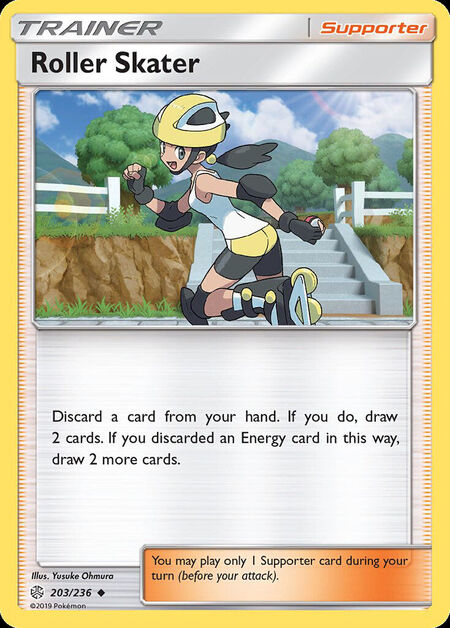 TRAINER
Supporter
Roller Skater
Discard a card from your hand. If you do, draw
2 cards. If you discarded an Energy card in this way,
draw 2 more cards.
You may play only 1 Supporter card during your
turn (before your attack).
Illus. Yusuke Ohmura
203/236
©2019 Pokémon